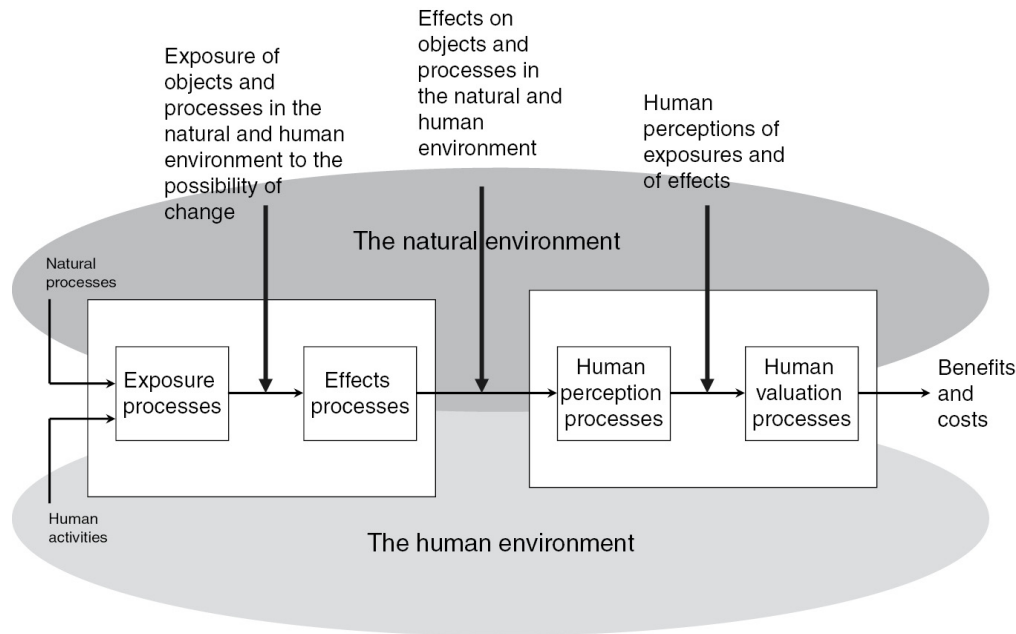 Effects on
objects and
processes in
the natural and
human
environment
Exposure of
objects and
processes in the
natural and human
environment to the
possibility of
change
Human
perceptions of
exposures and
of effects
The natural environment
Natural
processes
Exposure
processes
Effects
processes
Human
perception
processes
Human
valuation
processes
Benefits
and
costs
Human
activities
The human environment